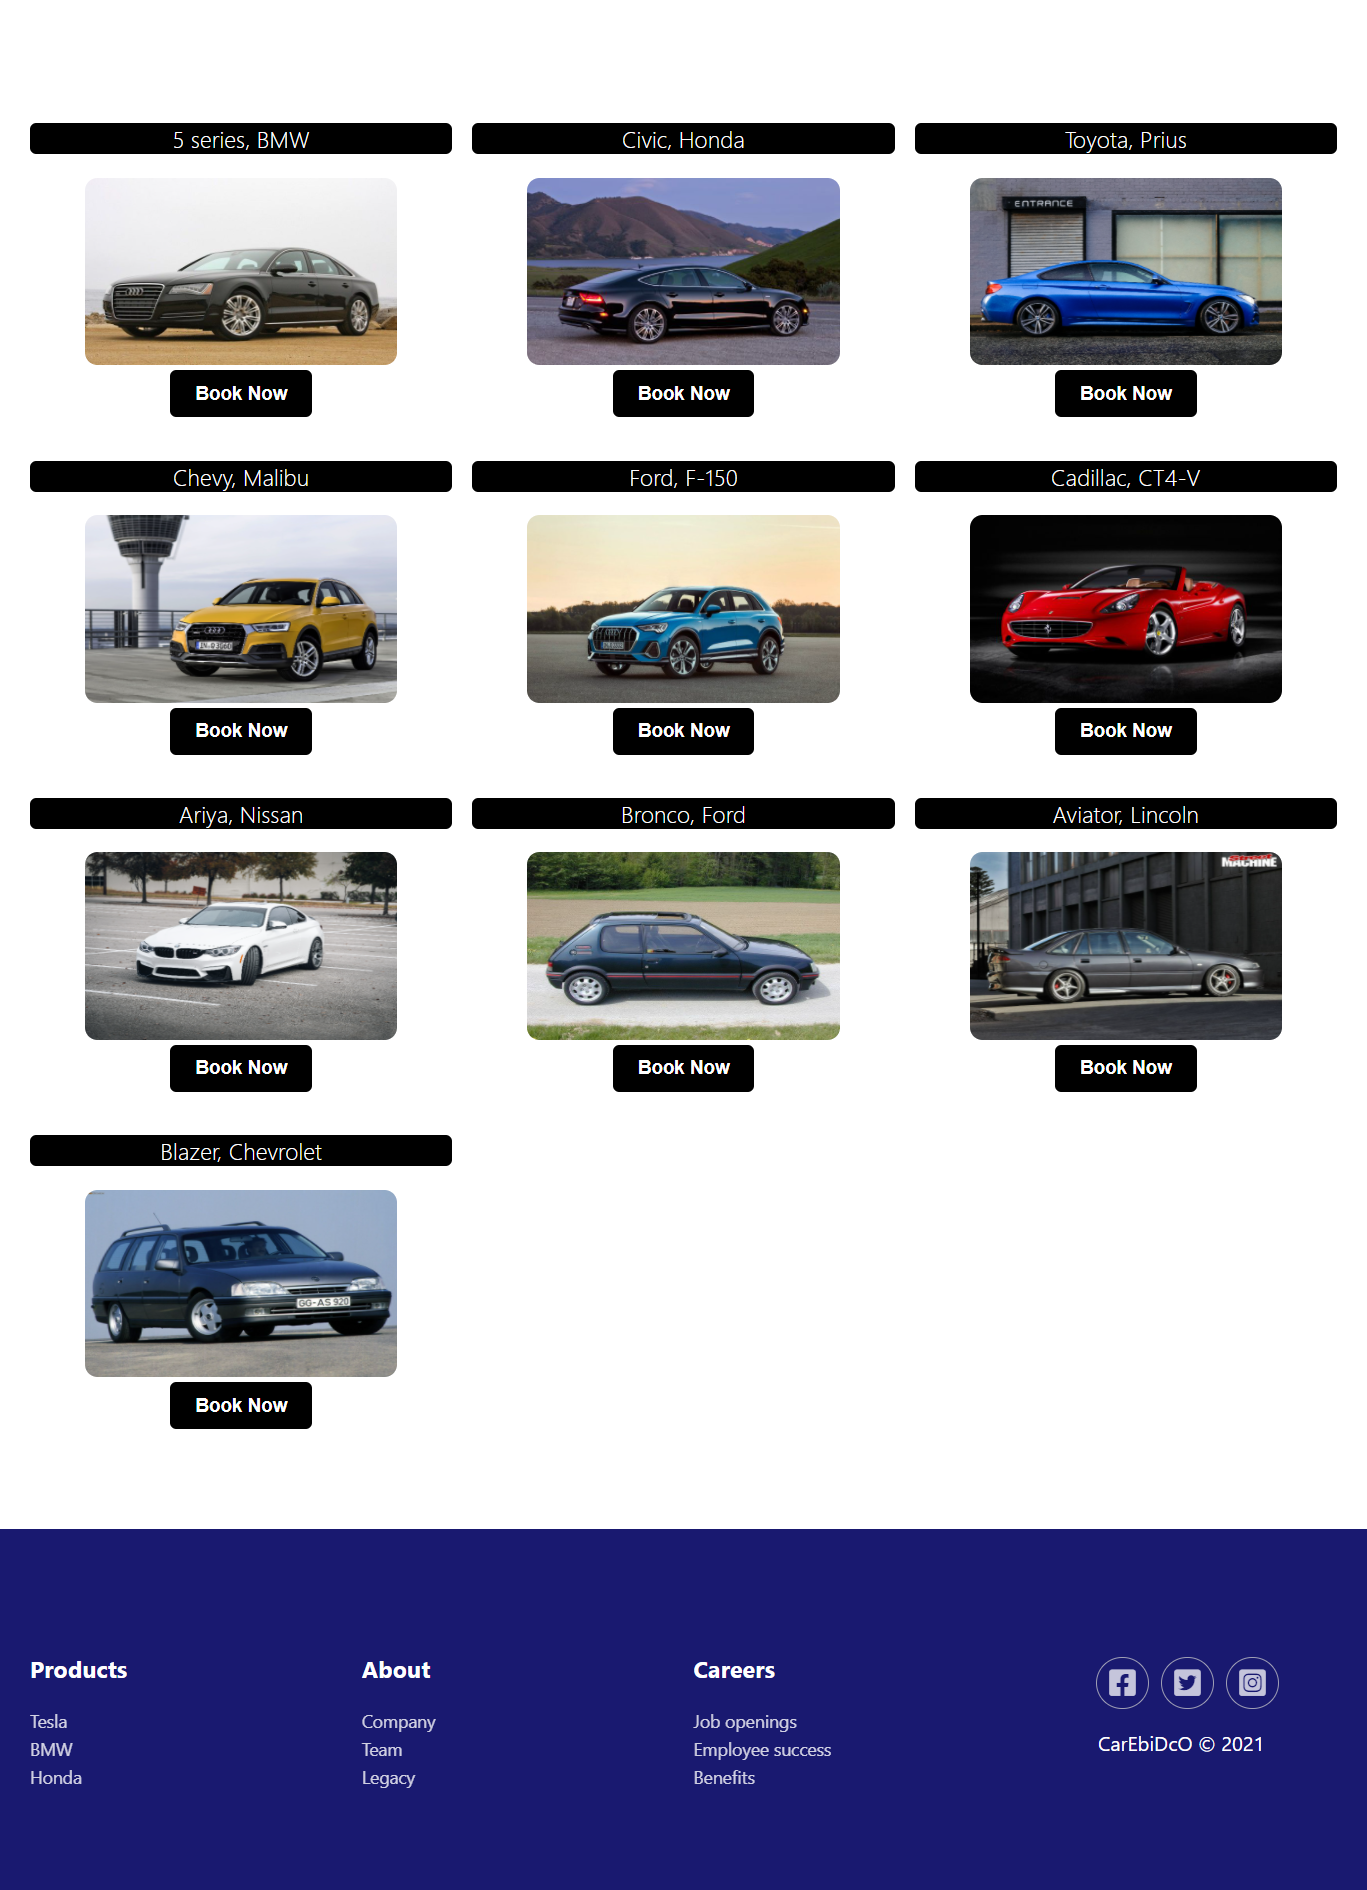 5 series, BMW
Civic, Honda
Toyota, Prius
ENTRANCE
Book Now
Book Now
Book Now
Chevy, Malibu
Ford, F-150
Cadillac, CT4-V
Book Now
Book Now
Book Now
Ariya, Nissan
Bronco, Ford
Aviator, Lincoln
MACHINE
Book Now
Book Now
Book Now
Blazer, Chevrolet
GG-AS 920
Book Now
Products
Tesla
BMW
Honda
About
Company
Team
Legacy
Careers
Job openings
Employee success
Benefits
CarEbiDcO © 2021